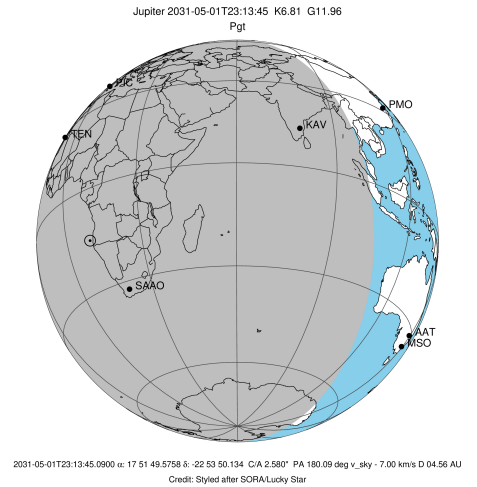 Jupiter 2031-05-01T23:13:45 K6.81 G11.96
Pgt
PMO
KAV
TEN
SAAO
AAT
MSO
2031-05-01T23:13:45.0900 α: 17 51 49.5758 δ: -22 53 50.134 C/A 2.580" PA 180.09 deg v_sky - 7.00 km/s D 04.56 AU
Credit: Styled after SORA/Lucky Star